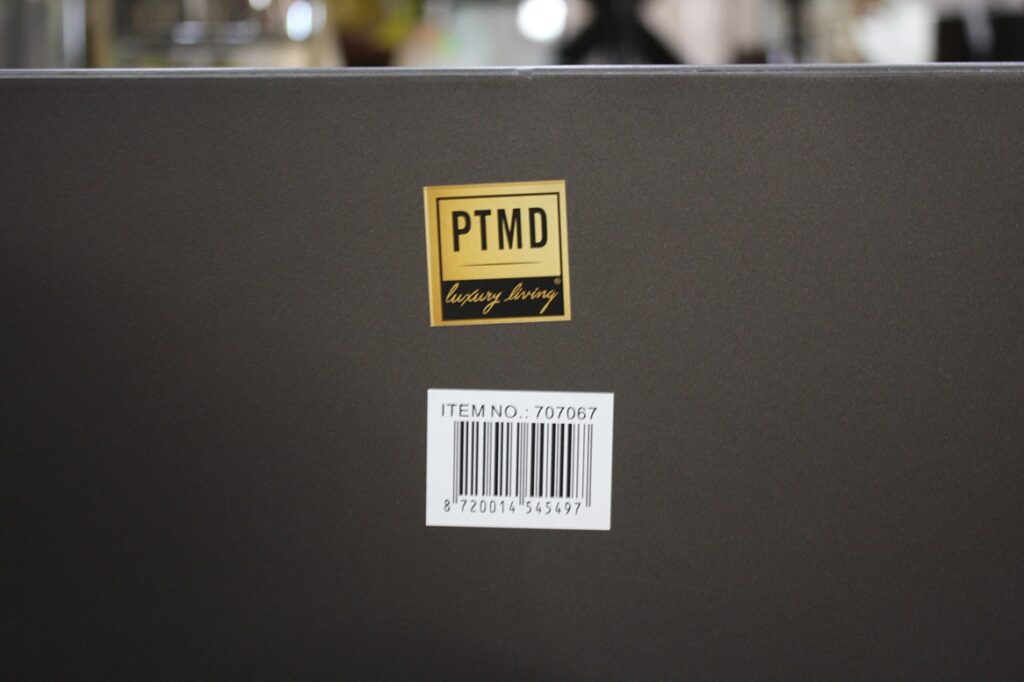 PTMD
luxury living®
ITEM NO.: 707067
8 720014 545497